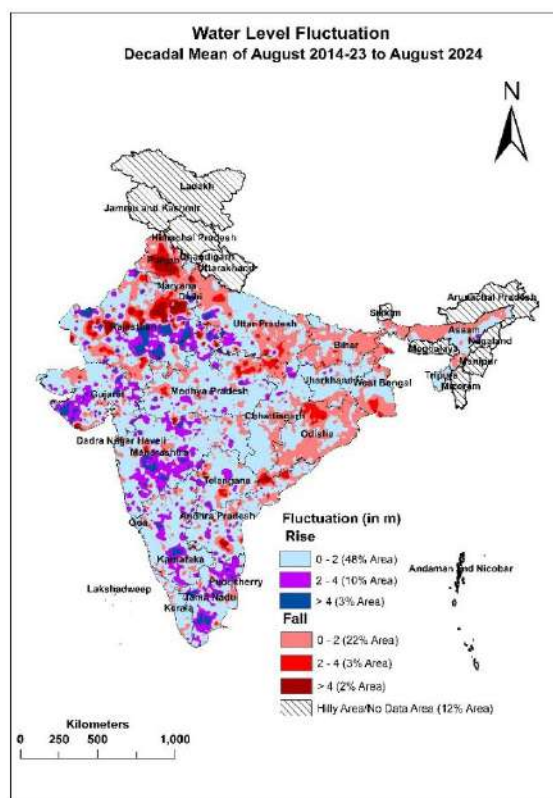 Water Level Fluctuation
Decadal Mean of August 2014-23 to August 2024
N
Ladakh
Jammu and Kashmir
Himachal Pradesh
Chandigarh
Punjab
Uttarakhand
Haryana
Delhi
Arunachal Pradesh
Sikkim
Rajasthan
Uttar Pradesh
Assam
Nagaland
Bihar
Meghalaya
Manipur
Tripura
Mizoram
Jharkhand
West Bengal
Gujarat
Madhya Pradesh
Chhattisgarh
Odisha
Dadra Nagar Haveli
Maharashtra
Telangana
Andhra Pradesh
Goa
Karnataka
Puducherry
Lakshadweep
Tamil Nadu
Kerala
Andaman and Nicobar
Fluctuation (in m)
Rise
0 - 2 (48% Area)
2 - 4 (10% Area)
> 4 (3% Area)
Fall
0 - 2 (22% Area)
2 - 4 (3% Area)
> 4 (2% Area)
Hilly Area/No Data Area (12% Area)
Kilometers
0 250 500 1,000